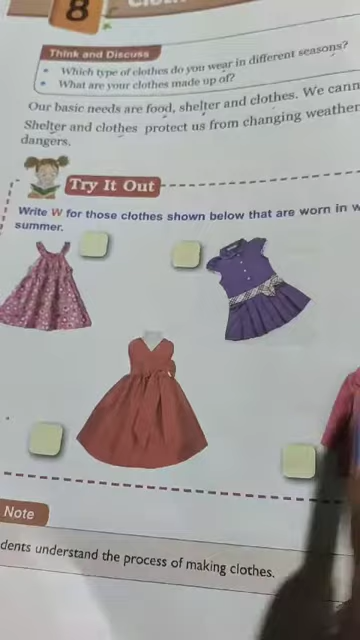 8
Think and Discuss
• Which type of clothes do you wear in different seasons?
• What are your clothes made up of?
Our basic needs are food, shelter and clothes. We
Shelter and clothes protect us from changing weather
dangers.
Try It Out
Write W for those clothes shown below that are worn in
summer.
Note
understand the process of making clothes.